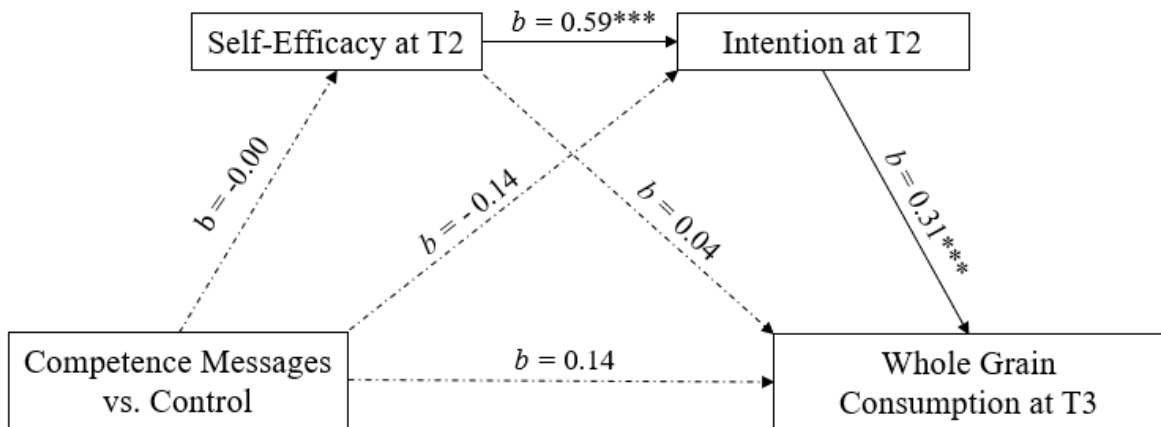 b = 0.59***
Self-Efficacy at T2
Intention at T2
b = -0.00
b = - 0.14
b = 0.04
b = 0.31***
Competence Messages
vs. Control
b = 0.14
Whole Grain
Consumption at T3